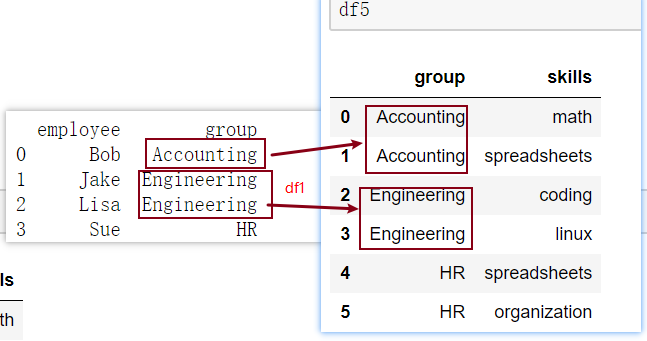 df5
group skills
0 Accounting math
1 Accounting spreadsheets
2 Engineering coding
3 Engineering linux
4 HR spreadsheets
5 HR organization
employee group
0 Bob Accounting
1 Jake Engineering
2 Lisa Engineering
3 Sue HR
df1
ls
th